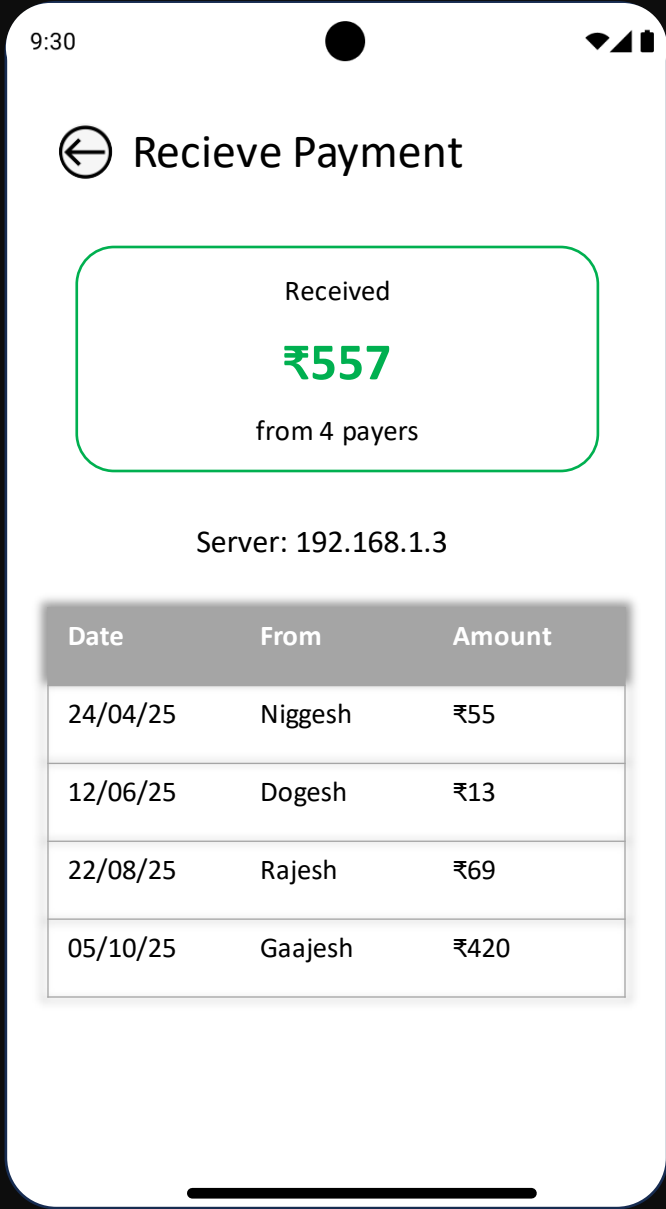 9:30
Recieve Payment
Received
₹557
from 4 payers
Server: 192.168.1.3
Date From Amount
24/04/25 Niggesh ₹55
12/06/25 Dogesh ₹13
22/08/25 Rajesh ₹69
05/10/25 Gaajesh ₹420